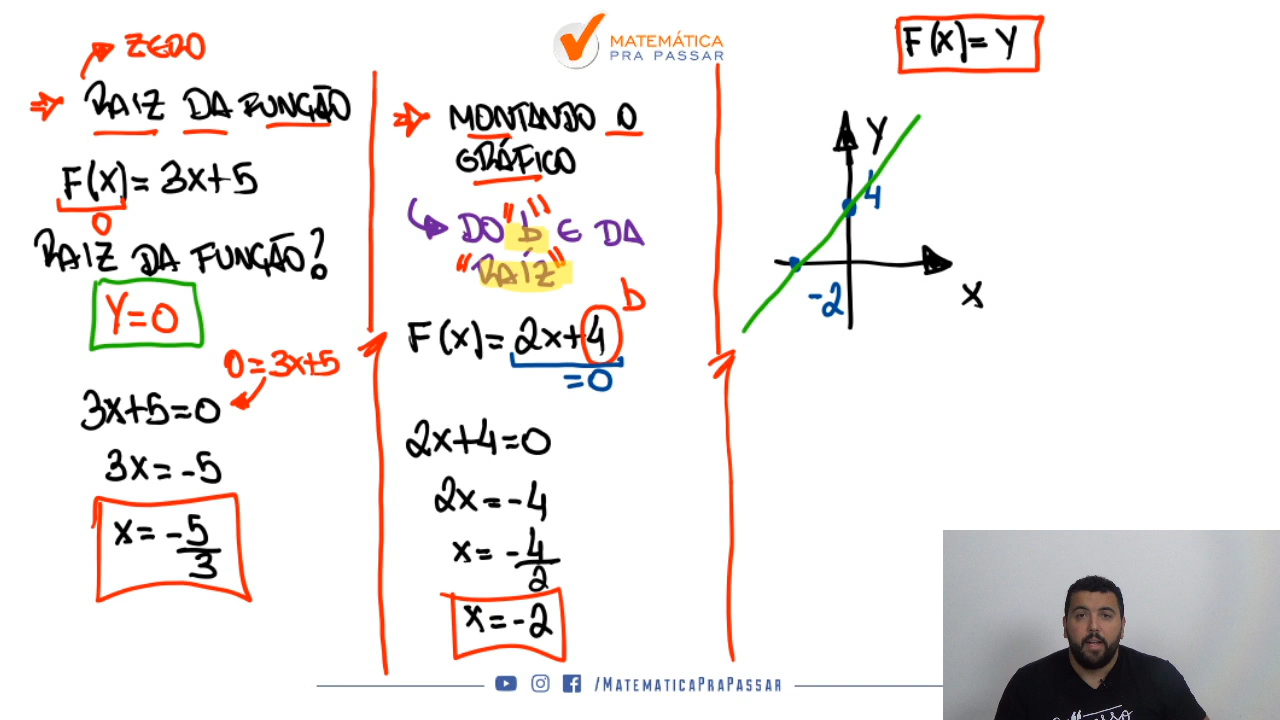 ZERO
⇒ RAIZ DA FUNÇÃO
F(X) = 3X+5
0
RAIZ DA FUNÇÃO?
Y=0
0=3X+5
3X+5=0
3X=-5
X= -5/3
MATEMÁTICA
PRA PASSAR
⇒ MONTANDO O
GRÁFICO
DO "b" E DA
"RAÍZ"
b
F(X)= 2X+4
=0
2X+4=0
2X=-4
X= -4/2
X=-2
F(X)= Y
Y
4
-2
X
/MATEMATICAPRAPASSAR